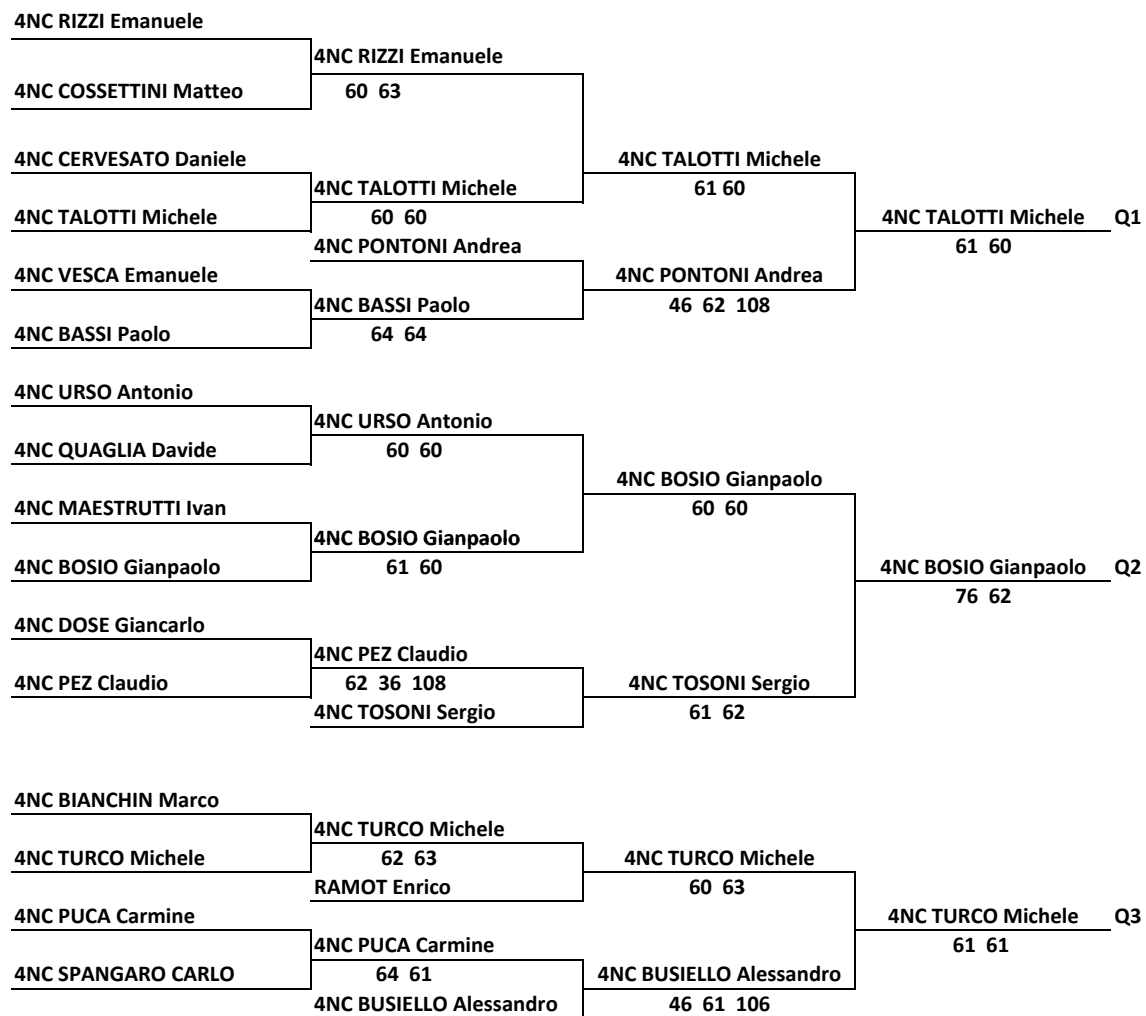 4NC RIZZI Emanuele
4NC RIZZI Emanuele
4NC COSSETTINI Matteo 60 63
4NC CERVESATO Daniele 4NC TALOTTI Michele
4NC TALOTTI Michele 61 60
4NC TALOTTI Michele 60 60 4NC TALOTTI Michele Q1
4NC PONTONI Andrea 61 60
4NC VESCA Emanuele 4NC PONTONI Andrea
4NC BASSI Paolo 46 62 108
4NC BASSI Paolo 64 64
4NC URSO Antonio
4NC URSO Antonio
4NC QUAGLIA Davide 60 60
4NC BOSIO Gianpaolo
4NC MAESTRUTTI Ivan 60 60
4NC BOSIO Gianpaolo
4NC BOSIO Gianpaolo 61 60 4NC BOSIO Gianpaolo Q2
76 62
4NC DOSE Giancarlo
4NC PEZ Claudio
4NC PEZ Claudio 62 36 108 4NC TOSONI Sergio
4NC TOSONI Sergio 61 62
4NC BIANCHIN Marco
4NC TURCO Michele
4NC TURCO Michele 62 63 4NC TURCO Michele
RAMOT Enrico 60 63
4NC PUCA Carmine 4NC TURCO Michele Q3
4NC PUCA Carmine 61 61
4NC SPANGARO CARLO 64 61 4NC BUSIELLO Alessandro
4NC BUSIELLO Alessandro 46 61 106